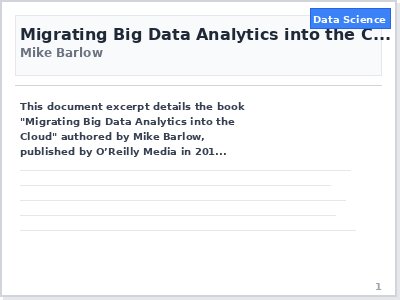 Data Science
Migrating Big Data Analytics into the C...
Mike Barlow
This document excerpt details the book
"Migrating Big Data Analytics into the
Cloud" authored by Mike Barlow,
published by O’Reilly Media in 201...
1